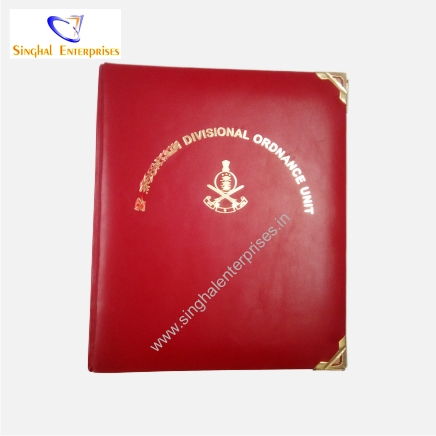 Singhal Enterprises
DIVISIONAL ORDNANCE UNIT
www.singhalenterprises.in